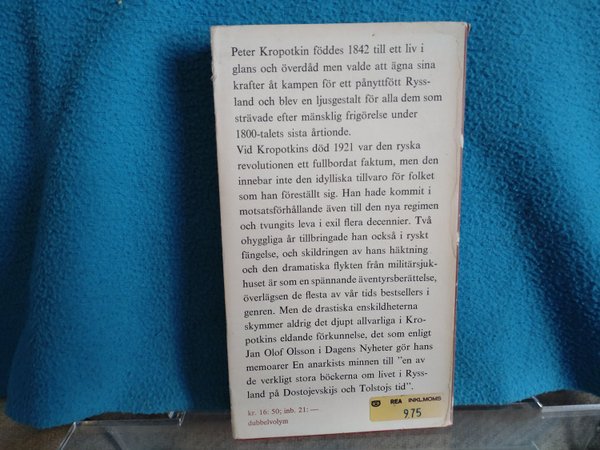 Peter Kropotkin föddes 1842 till ett liv i
glans och överdåd men valde att ägna sina
krafter åt kampen för ett pånyttfött Ryss-
land och blev en ljusgestalt för alla dem som
strävade efter mänsklig frigörelse under
1800-talets sista årtionde.
Vid Kropotkins död 1921 var den ryska
revolutionen ett fullbordat faktum, men den
innebar inte den idylliska tillvaro för folket
som han föreställt sig. Han hade kommit i
motsatsförhållande även till den nya regimen
och tvungits leva i exil flera decennier. Två
ohyggliga år tillbringade han också i ryskt
fängelse, och skildringen av hans häktning
och den dramatiska flykten från militärsjuk-
huset är som en spännande äventyrsberättelse,
överlägsen de flesta av vår tids bestsellers i
genren. Men de drastiska enskildheterna
skymmer aldrig det djupt allvarliga i Kro-
potkins eldande förkunnelse, det som enligt
Jan Olof Olsson i Dagens Nyheter gör hans
memoarer En anarkists minnen till "en av
de verkligt stora böckerna om livet i Ryss-
land på Dostojevskijs och Tolstojs tid".
kr. 16: 50; inb. 21: —
dubbelvolym
REA INKL.MOMS
9.75